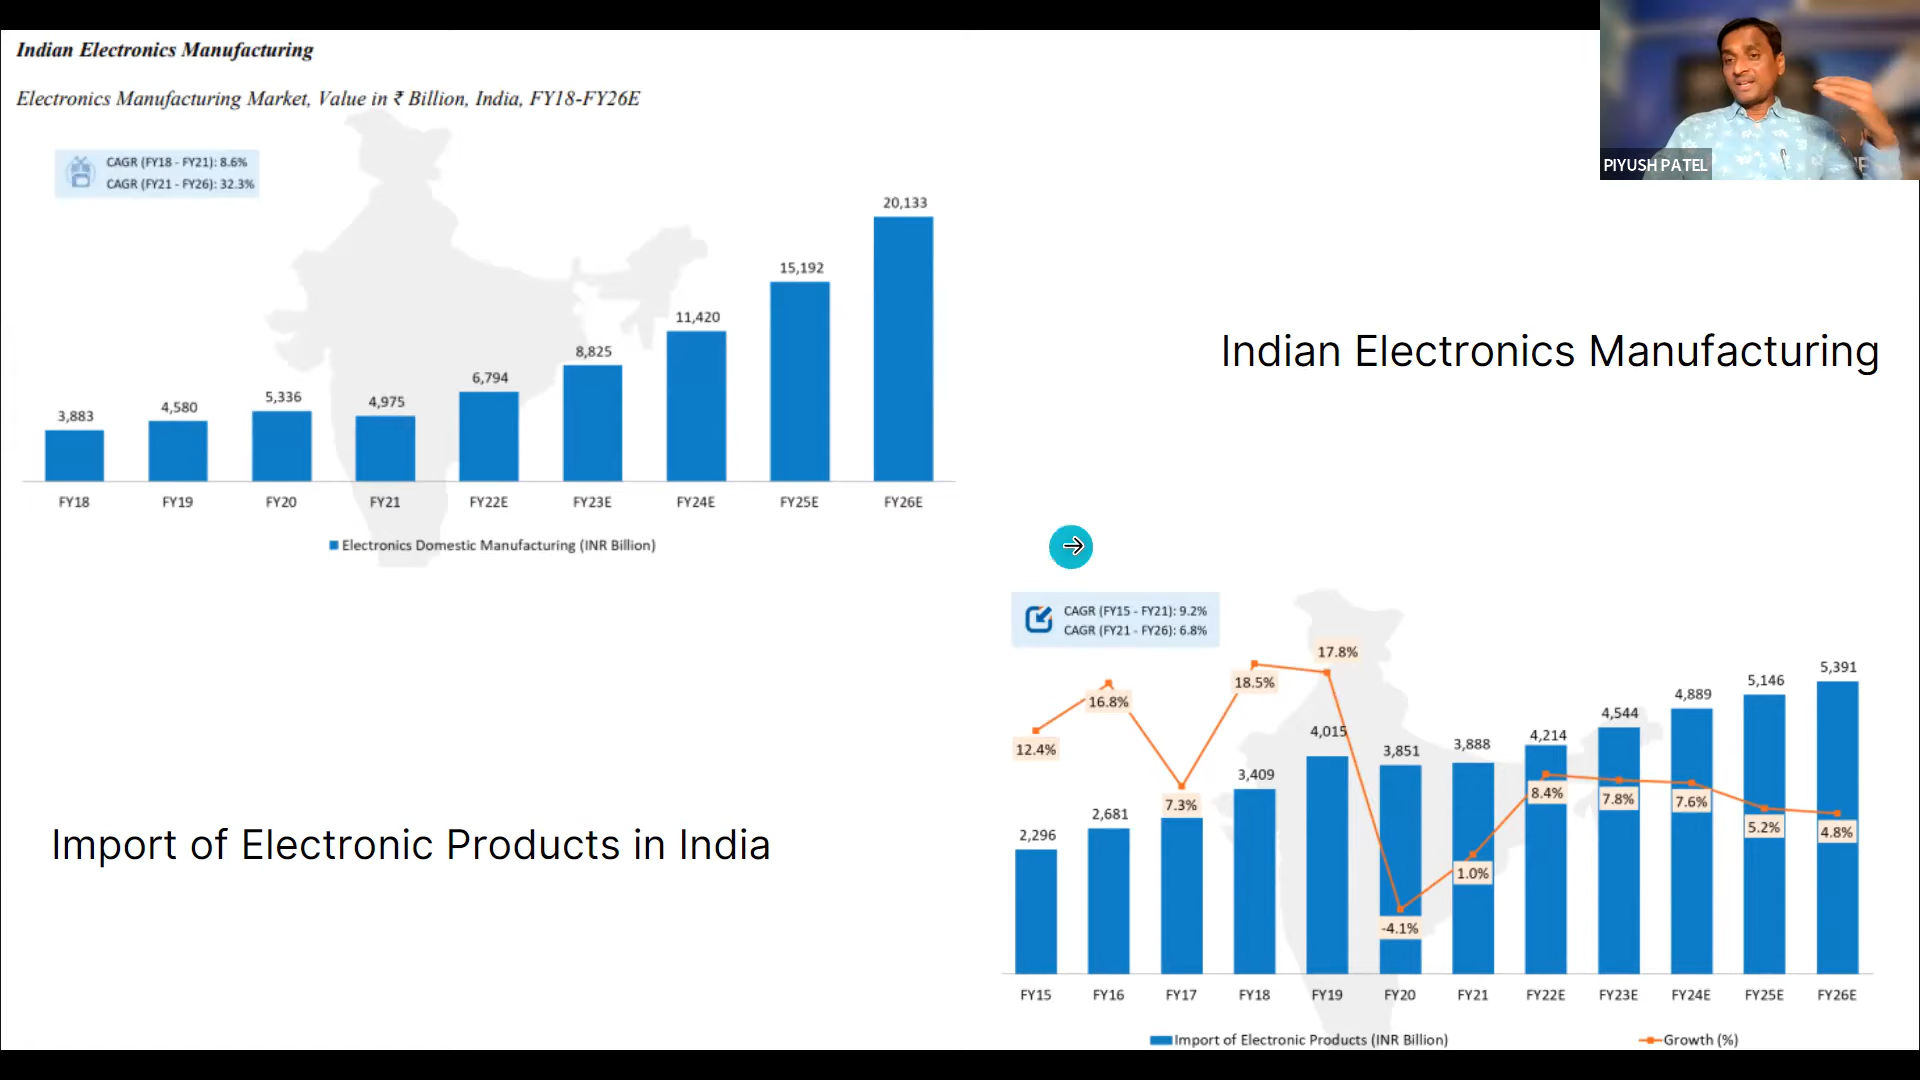 Indian Electronics Manufacturing
Electronics Manufacturing Market, Value in ₹ Billion, India, FY18-FY26E
CAGR (FY18 - FY21): 8.6%
CAGR (FY21 - FY26): 32.3%
3,883
4,580
5,336
4,975
6,794
8,825
11,420
15,192
20,133
FY18 FY19 FY20 FY21 FY22E FY23E FY24E FY25E FY26E
Electronics Domestic Manufacturing (INR Billion)
PIYUSH PATEL
Indian Electronics Manufacturing
Import of Electronic Products in India
CAGR (FY15 - FY21): 9.2%
CAGR (FY21 - FY26): 6.8%
2,296
2,681
3,409
4,015
3,851
3,888
4,214
4,544
4,889
5,146
5,391
12.4%
16.8%
7.3%
18.5%
17.8%
-4.1%
1.0%
8.4%
7.8%
7.6%
5.2%
4.8%
FY15 FY16 FY17 FY18 FY19 FY20 FY21 FY22E FY23E FY24E FY25E FY26E
Import of Electronic Products (INR Billion)
Growth (%)